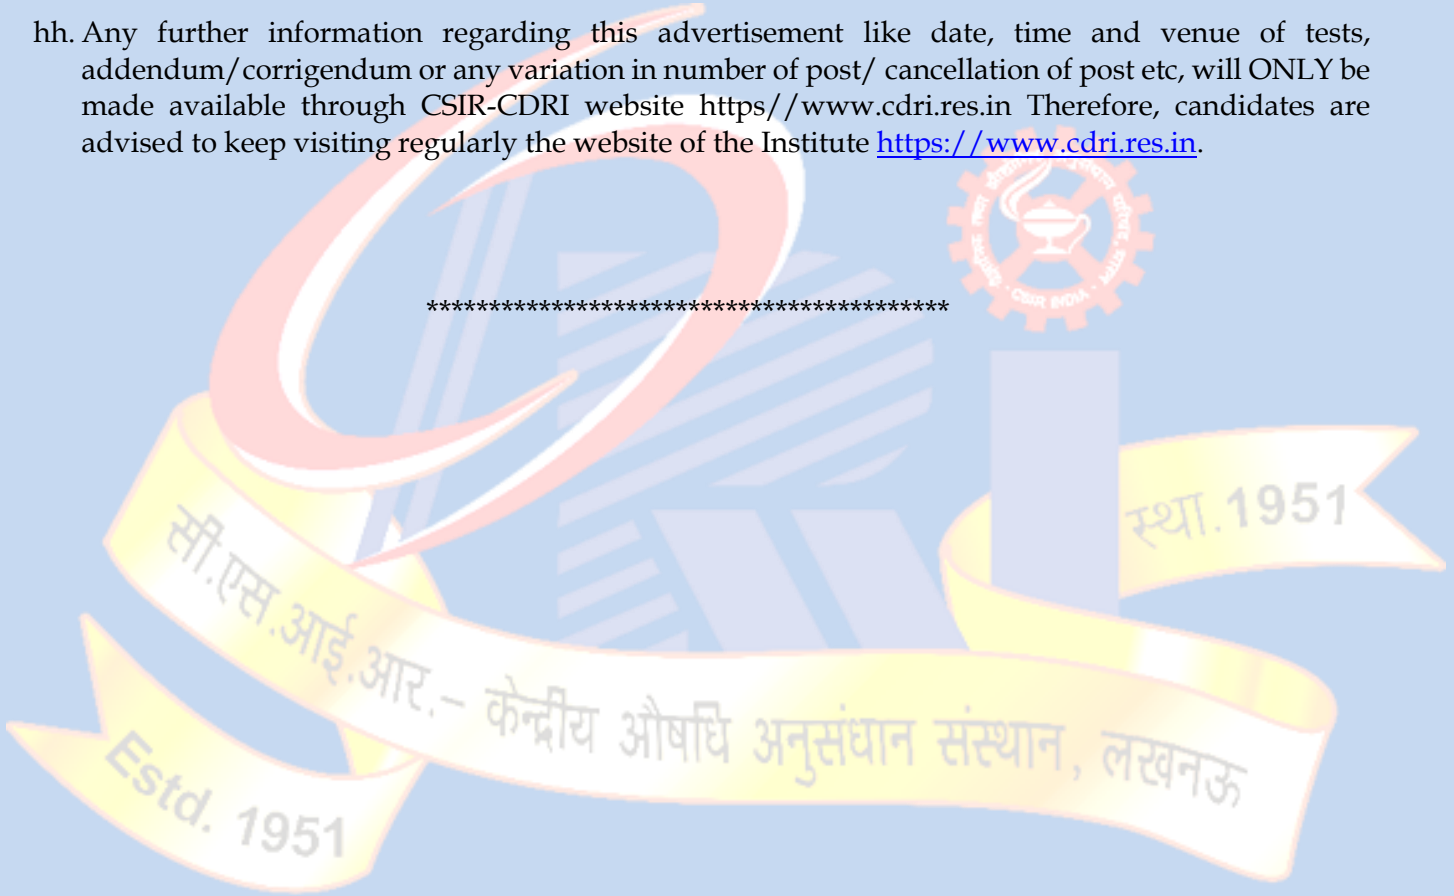 hh. Any further information regarding this advertisement like date, time and venue of tests,
addendum/corrigendum or any variation in number of post/ cancellation of post etc, will ONLY be
made available through CSIR-CDRI website https//www.cdri.res.in Therefore, candidates are
advised to keep visiting regularly the website of the Institute https://www.cdri.res.in.
******************************************
CSIR INDIA
स्था.1951
सी.एस.आई.आर.– केन्द्रीय औषधि अनुसंधान संस्थान, लखनऊ
Estd. 1951